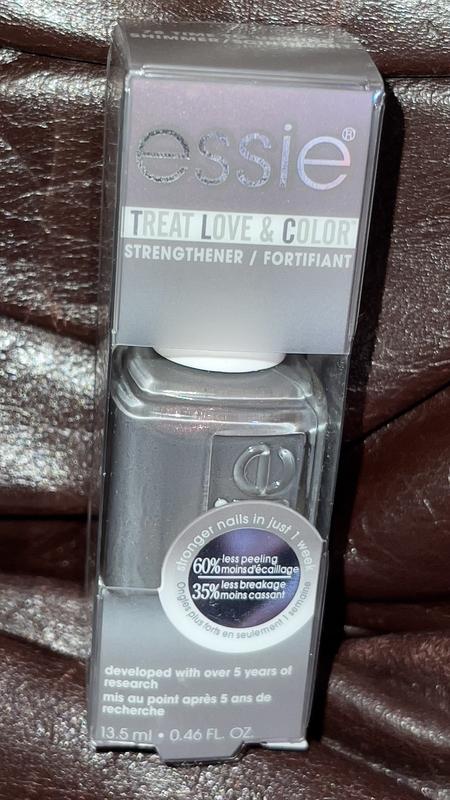 essie®
TREAT LOVE & COLOR™
STRENGTHENER / FORTIFIANT
e
stronger nails in just 1 week
60% less peeling
moins d'écaillage
35% less breakage
moins cassant
ongles plus forts en seulement 1 semaine
developed with over 5 years of
research
mis au point après 5 ans de
recherche
13.5 ml • 0.46 FL. OZ.